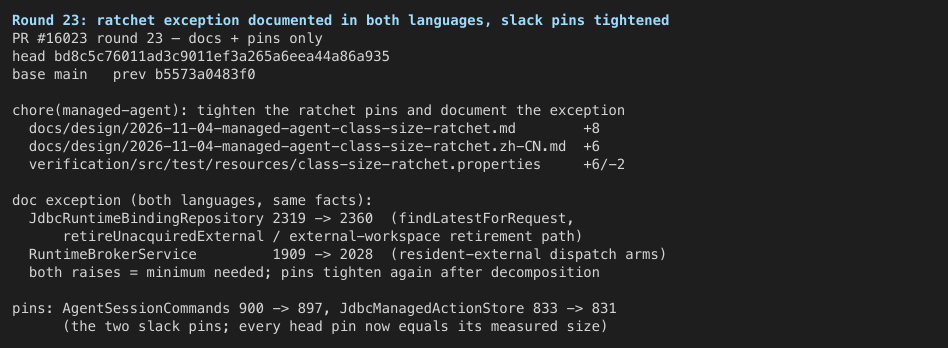 Round 23: ratchet exception documented in both languages, slack pins tightened
PR #16023 round 23 — docs + pins only
head bd8c5c76011ad3c9011ef3a265a6eea44a86a935
base main   prev b5573a0483f0

chore(managed-agent): tighten the ratchet pins and document the exception
  docs/design/2026-11-04-managed-agent-class-size-ratchet.md        +8
  docs/design/2026-11-04-managed-agent-class-size-ratchet.zh-CN.md  +6
  verification/src/test/resources/class-size-ratchet.properties     +6/-2

doc exception (both languages, same facts):
  JdbcRuntimeBindingRepository 2319 -> 2360  (findLatestForRequest,
      retireUnacquiredExternal / external-workspace retirement path)
  RuntimeBrokerService         1909 -> 2028  (resident-external dispatch arms)
  both raises = minimum needed; pins tighten again after decomposition

pins: AgentSessionCommands 900 -> 897, JdbcManagedActionStore 833 -> 831
      (the two slack pins; every head pin now equals its measured size)